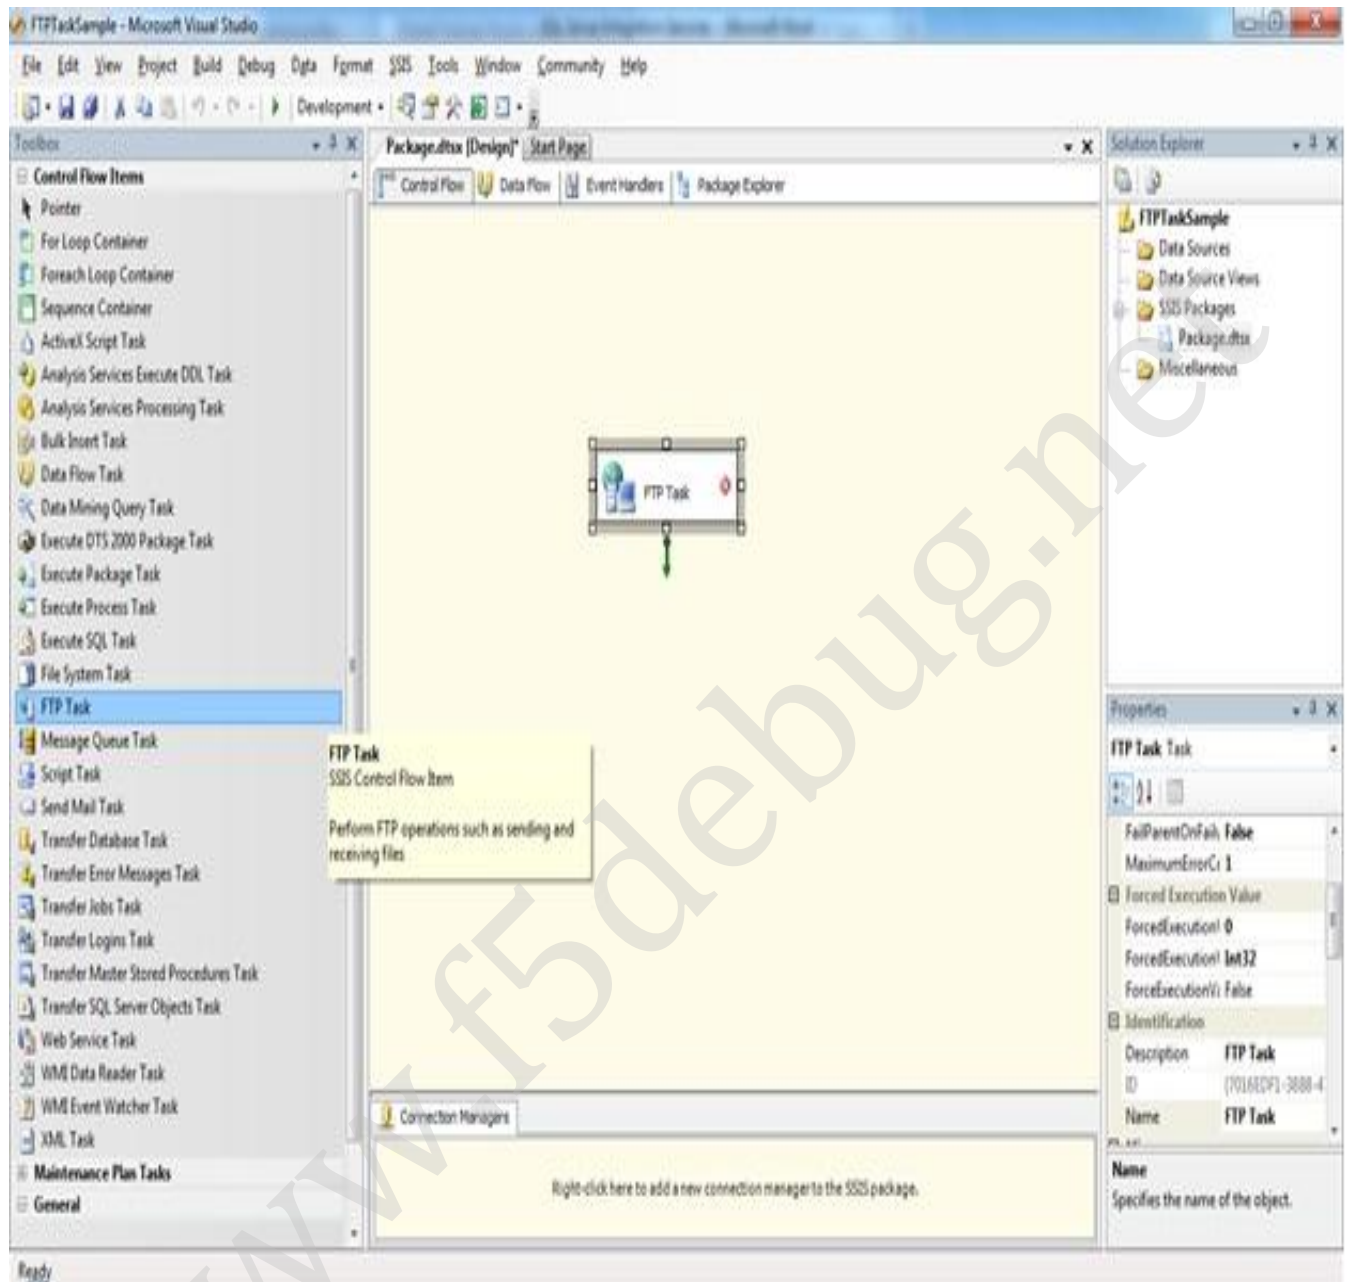 FTPTaskSample - Microsoft Visual Studio
File Edit View Project Build Debug Data Format SSIS Tools Window Community Help
Development
Toolbox
Control Flow Items
Pointer
For Loop Container
Foreach Loop Container
Sequence Container
ActiveX Script Task
Analysis Services Execute DDL Task
Analysis Services Processing Task
Bulk Insert Task
Data Flow Task
Data Mining Query Task
Execute DTS 2000 Package Task
Execute Package Task
Execute Process Task
Execute SQL Task
File System Task
FTP Task
Message Queue Task
Script Task
Send Mail Task
Transfer Database Task
Transfer Error Messages Task
Transfer Jobs Task
Transfer Logins Task
Transfer Master Stored Procedures Task
Transfer SQL Server Objects Task
Web Service Task
WMI Data Reader Task
WMI Event Watcher Task
XML Task
Maintenance Plan Tasks
General
Ready
FTP Task
SSIS Control Flow Item
Perform FTP operations such as sending and
receiving files
Package.dtsx [Design]* Start Page
Control Flow Data Flow Event Handlers Package Explorer
FTP Task
Connection Managers
Right-click here to add a new connection manager to the SSIS package.
Solution Explorer
FTPTaskSample
Data Sources
Data Source Views
SSIS Packages
Package.dtsx
Miscellaneous
Properties
FTP Task Task
FailParentOnFail False
MaximumErrorC 1
Forced Execution Value
ForcedExecution 0
ForcedExecution Int32
ForceExecutionV False
Identification
Description FTP Task
ID {7016EDF1-3888-4
Name FTP Task
Name
Specifies the name of the object.
www.f5debug.net